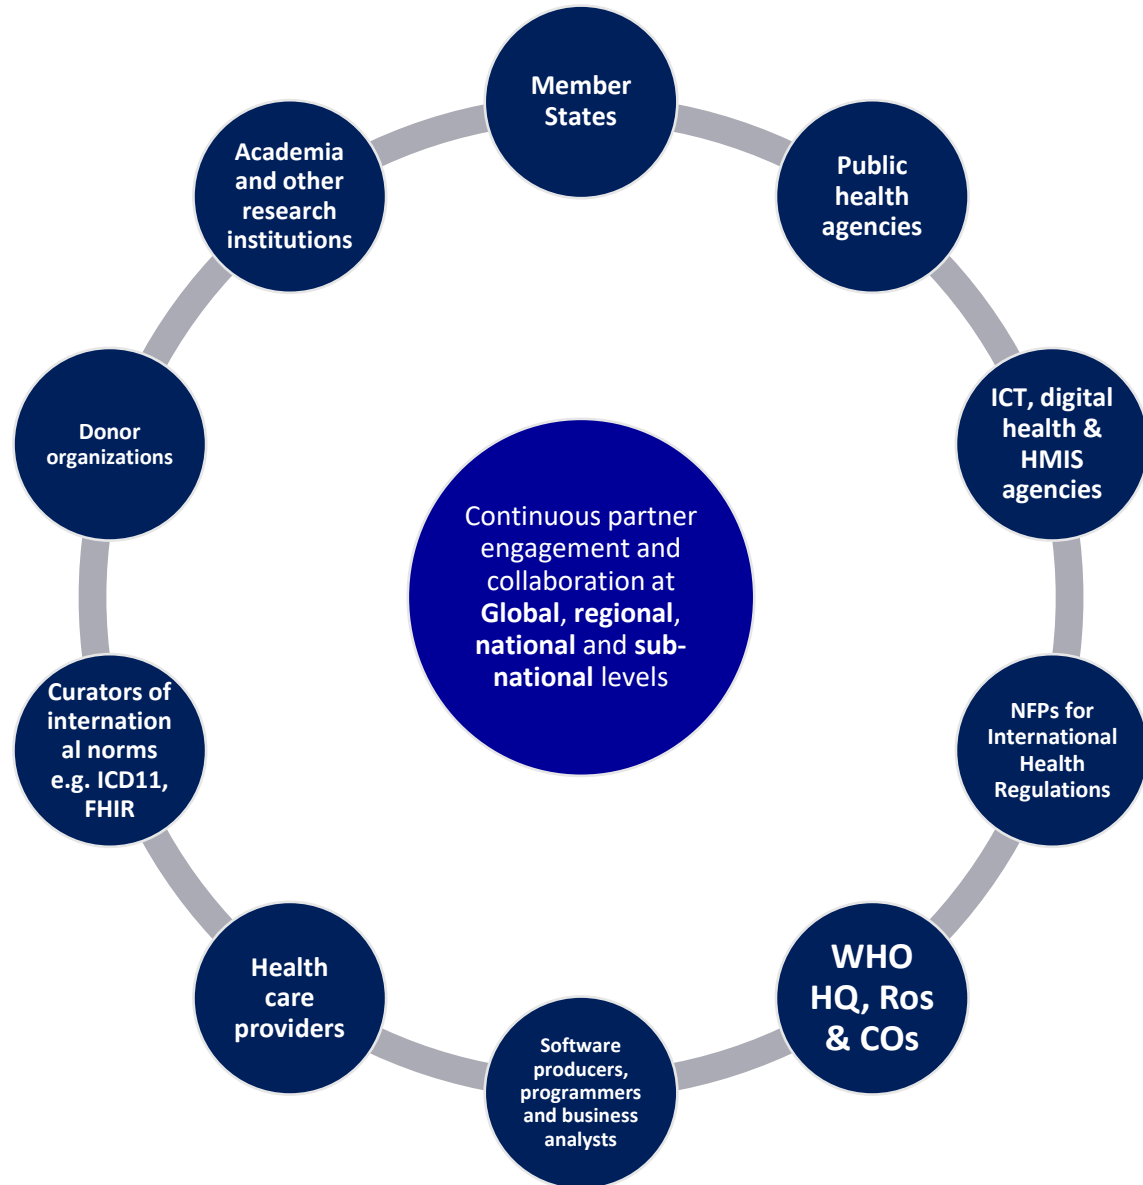 Member
States
Public
health
agencies
ICT, digital
health &
HMIS
agencies
NFPs for
International
Health
Regulations
WHO
HQ, Ros
& COs
Software
producers,
programmers
and business
analysts
Health
care
providers
Curators of
internation
al norms
e.g. ICD11,
FHIR
Donor
organizations
Academia
and other
research
institutions
Continuous partner
engagement and
collaboration at
Global, regional,
national and sub-
national levels